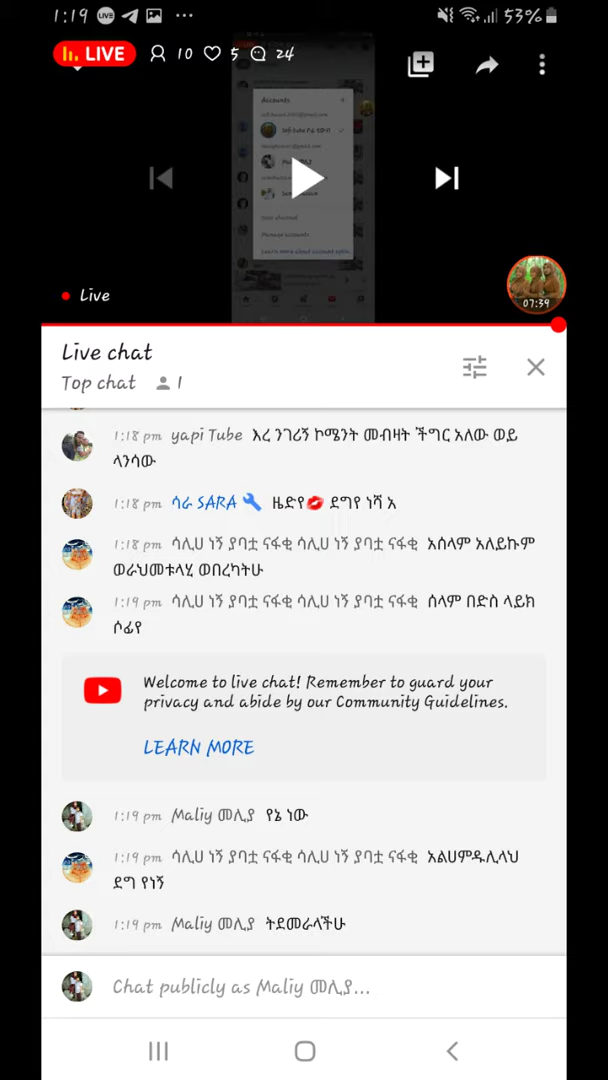 1:19 LIVE 53%
LIVE 10 5 24
Accounts
Manage accounts
Live
07:39
Live chat
Top chat 1
1:18 pm yapi Tube እረ ንገሪኝ ኮሜንት መብዛት ችግር አለው ወይ
ላንሳው
1:18 pm ሳራ SARA 🔧 ዜድየ💋 ደግየ ነሻ አ
1:18 pm ሳሊሀ ነኝ ያባቷ ናፋቂ ሳሊሀ ነኝ ያባቷ ናፋቂ አሰላም አለይኩም
ወራህመቱላሂ ወበረካትሁ
1:19 pm ሳሊሀ ነኝ ያባቷ ናፋቂ ሳሊሀ ነኝ ያባቷ ናፋቂ ሰላም በድስ ላይክ
ሶፊየ
Welcome to live chat! Remember to guard your
privacy and abide by our Community Guidelines.
LEARN MORE
1:19 pm Maliy መሊያ የኔ ነው
1:19 pm ሳሊሀ ነኝ ያባቷ ናፋቂ ሳሊሀ ነኝ ያባቷ ናፋቂ አልሀምዱሊላህ
ደግ የነኝ
1:19 pm Maliy መሊያ ትደመራላችሁ
Chat publicly as Maliy መሊያ...